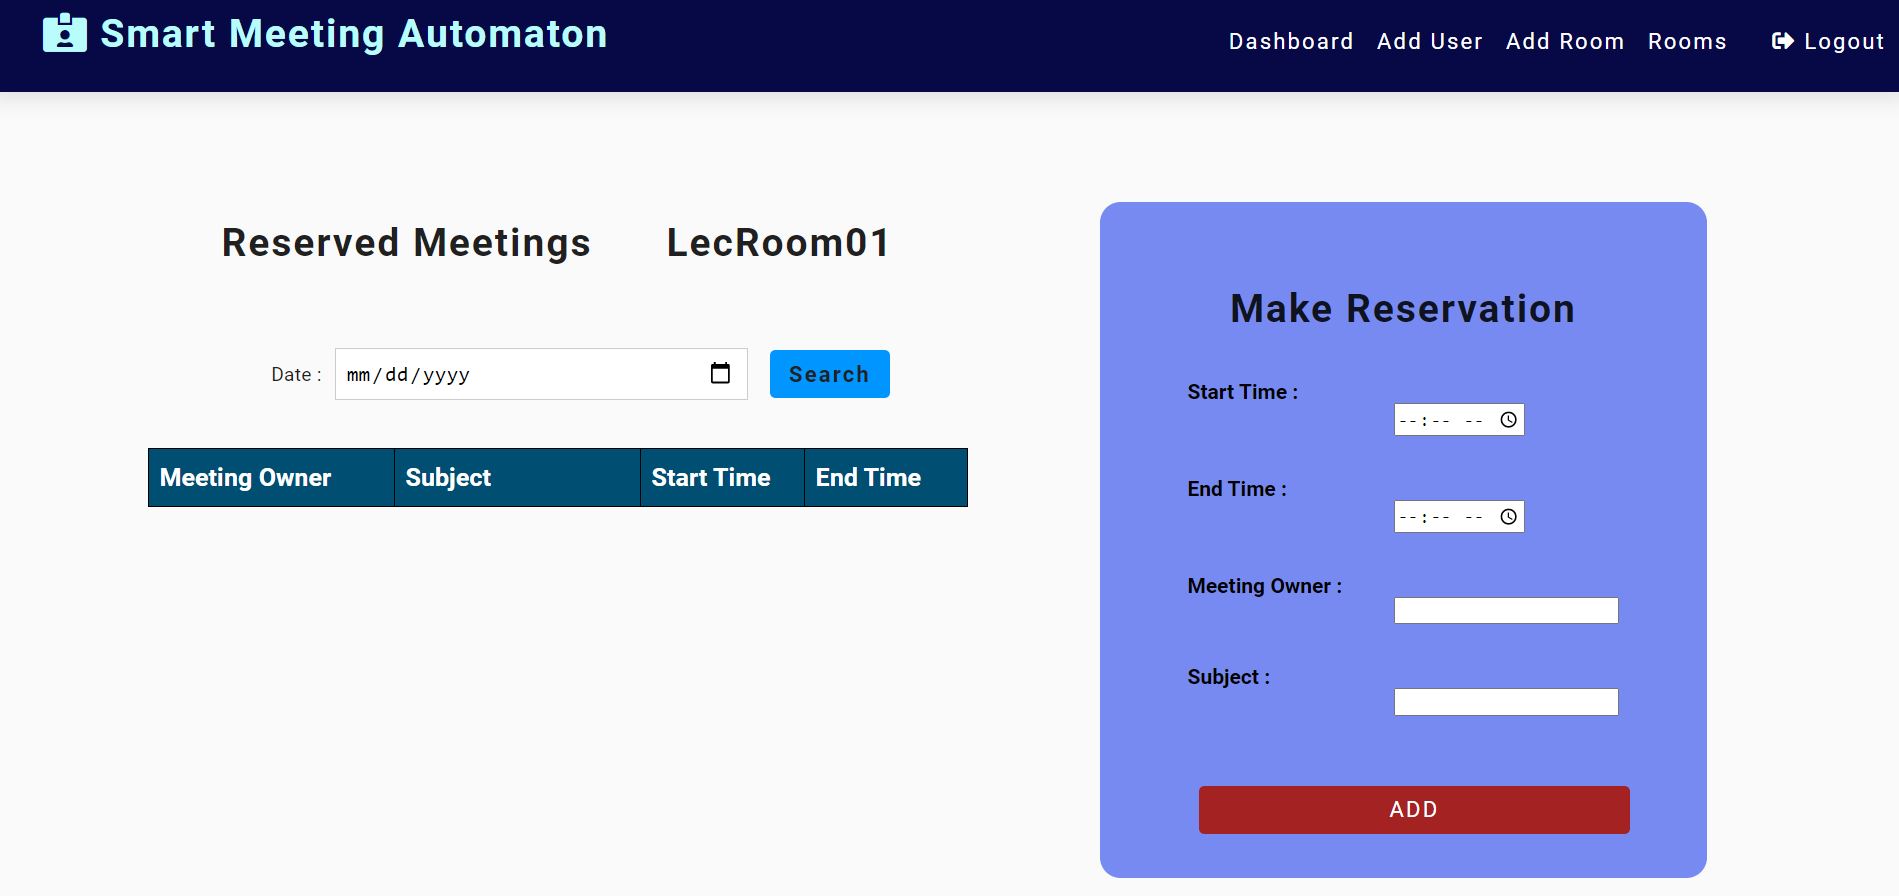 Smart Meeting Automaton
Dashboard Add User Add Room Rooms Logout
Reserved Meetings LecRoom01
Date : mm/dd/yyyy Search
Meeting Owner Subject Start Time End Time
Make Reservation
Start Time :
--:-- --
End Time :
--:-- --
Meeting Owner :
Subject :
ADD